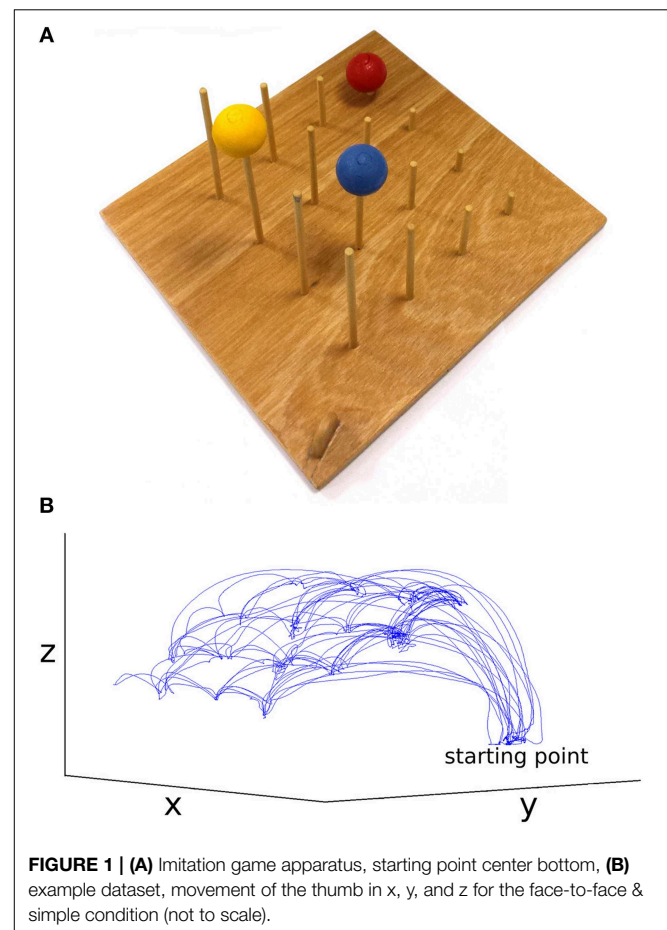 A
B
z
x
y
starting point
FIGURE 1 | (A) Imitation game apparatus, starting point center bottom, (B)
example dataset, movement of the thumb in x, y, and z for the face-to-face &
simple condition (not to scale).